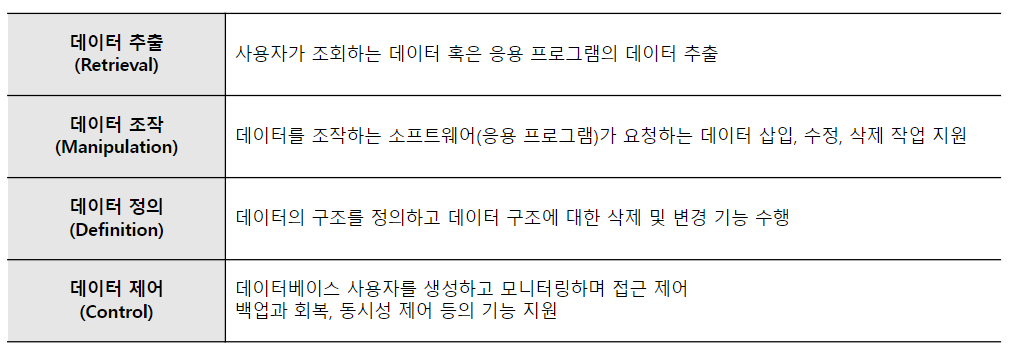 데이터 추출
(Retrieval)
사용자가 조회하는 데이터 혹은 응용 프로그램의 데이터 추출
데이터 조작
(Manipulation)
데이터를 조작하는 소프트웨어(응용 프로그램)가 요청하는 데이터 삽입, 수정, 삭제 작업 지원
데이터 정의
(Definition)
데이터의 구조를 정의하고 데이터 구조에 대한 삭제 및 변경 기능 수행
데이터 제어
(Control)
데이터베이스 사용자를 생성하고 모니터링하며 접근 제어
백업과 회복, 동시성 제어 등의 기능 지원